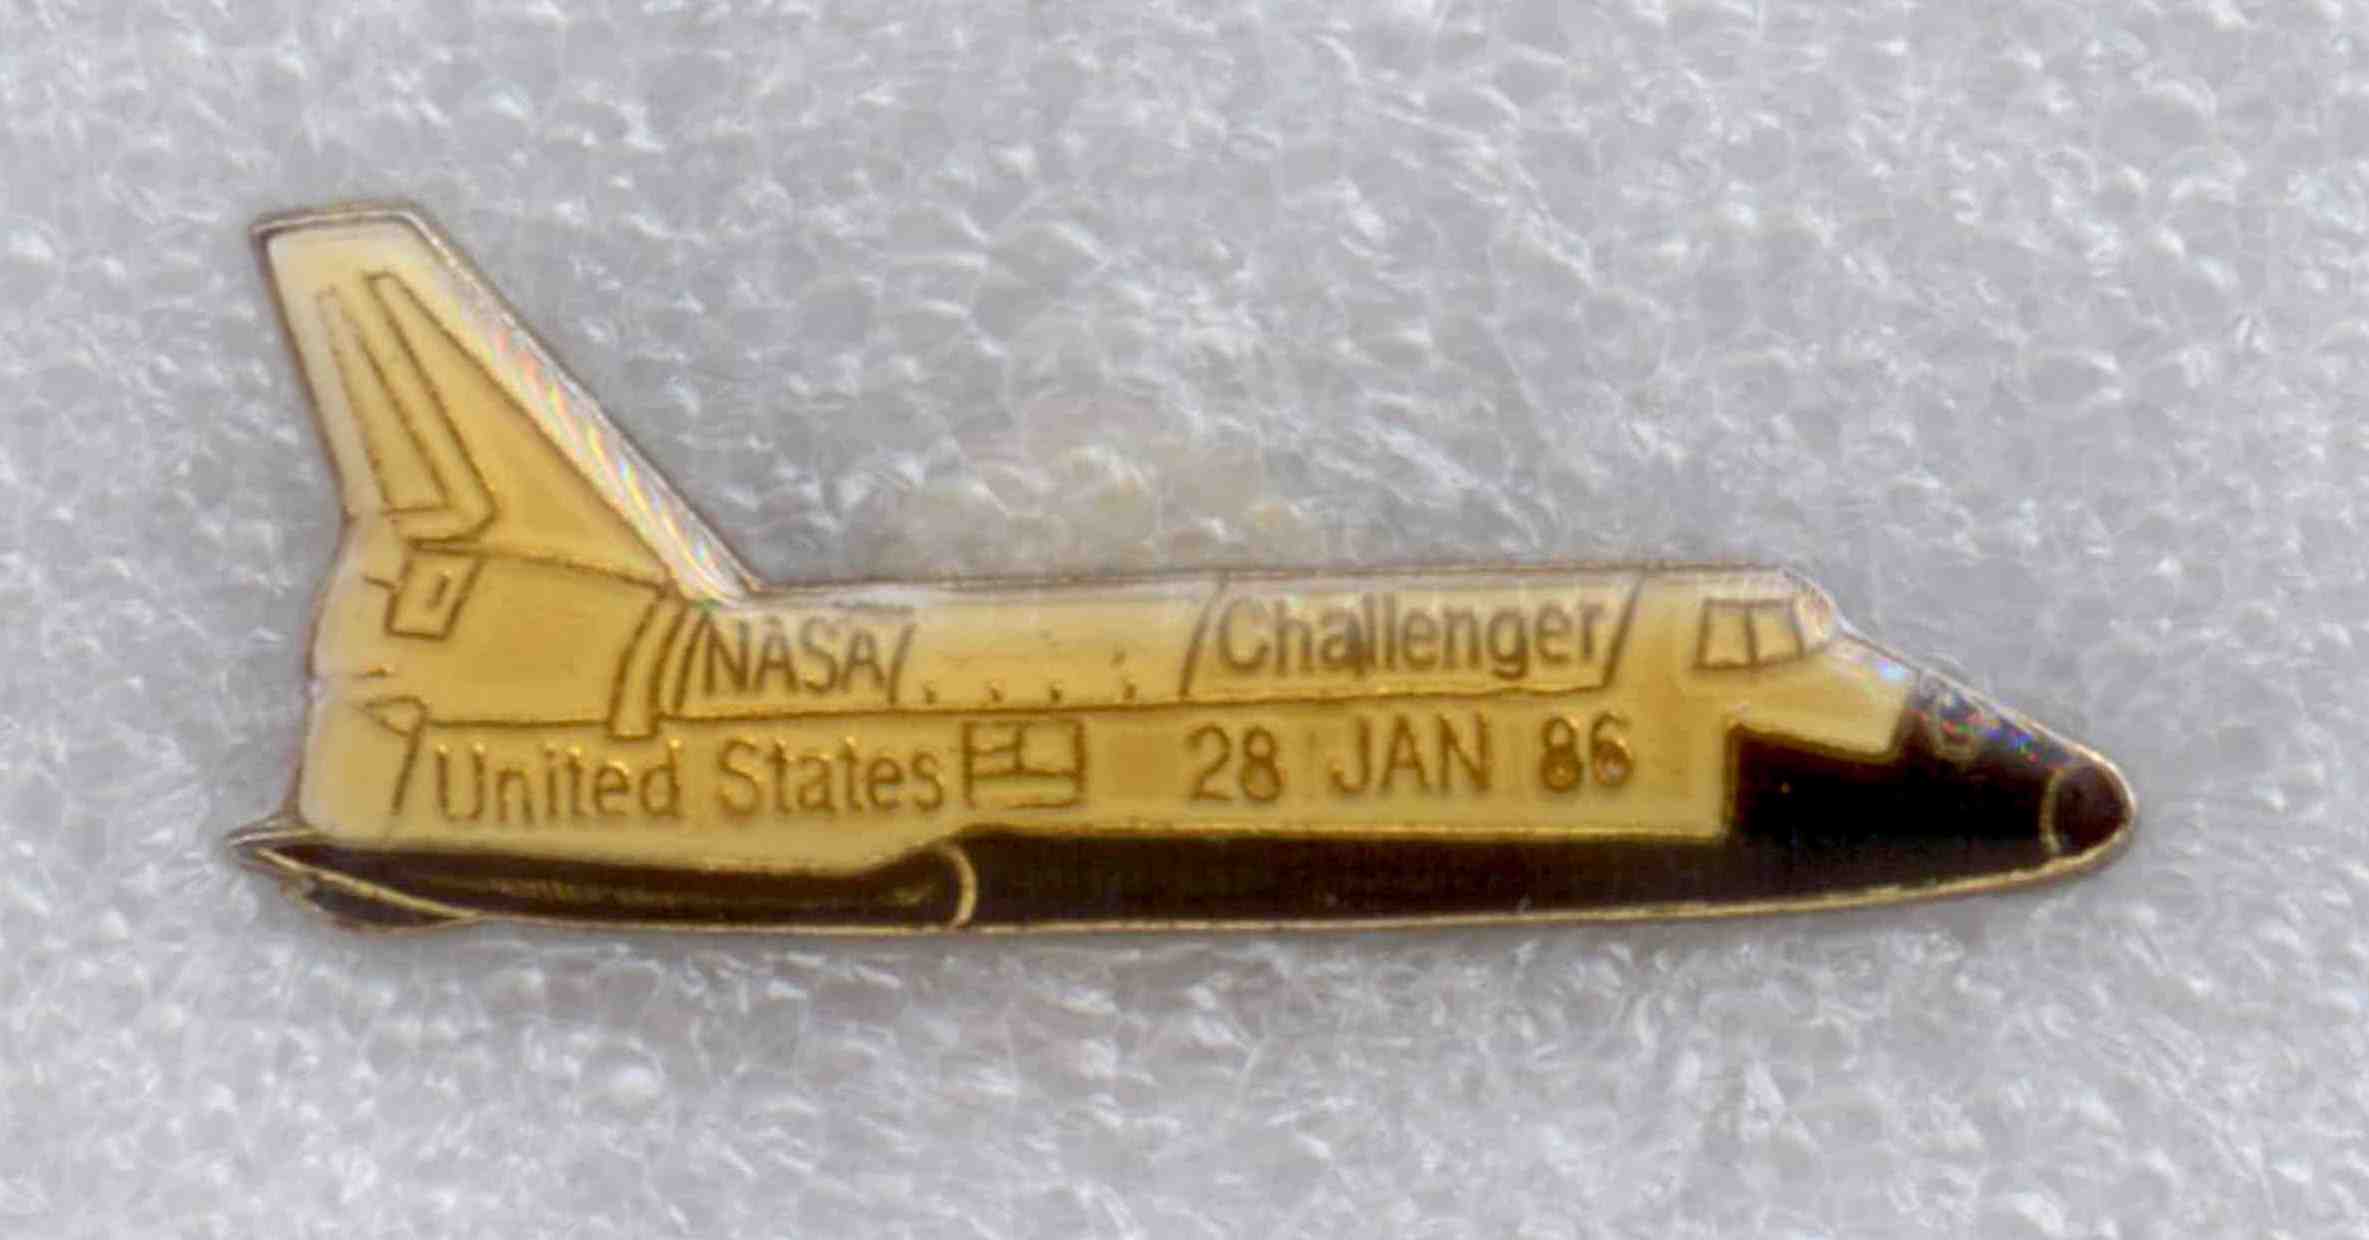 NASA Challenger
United States 28 JAN 86